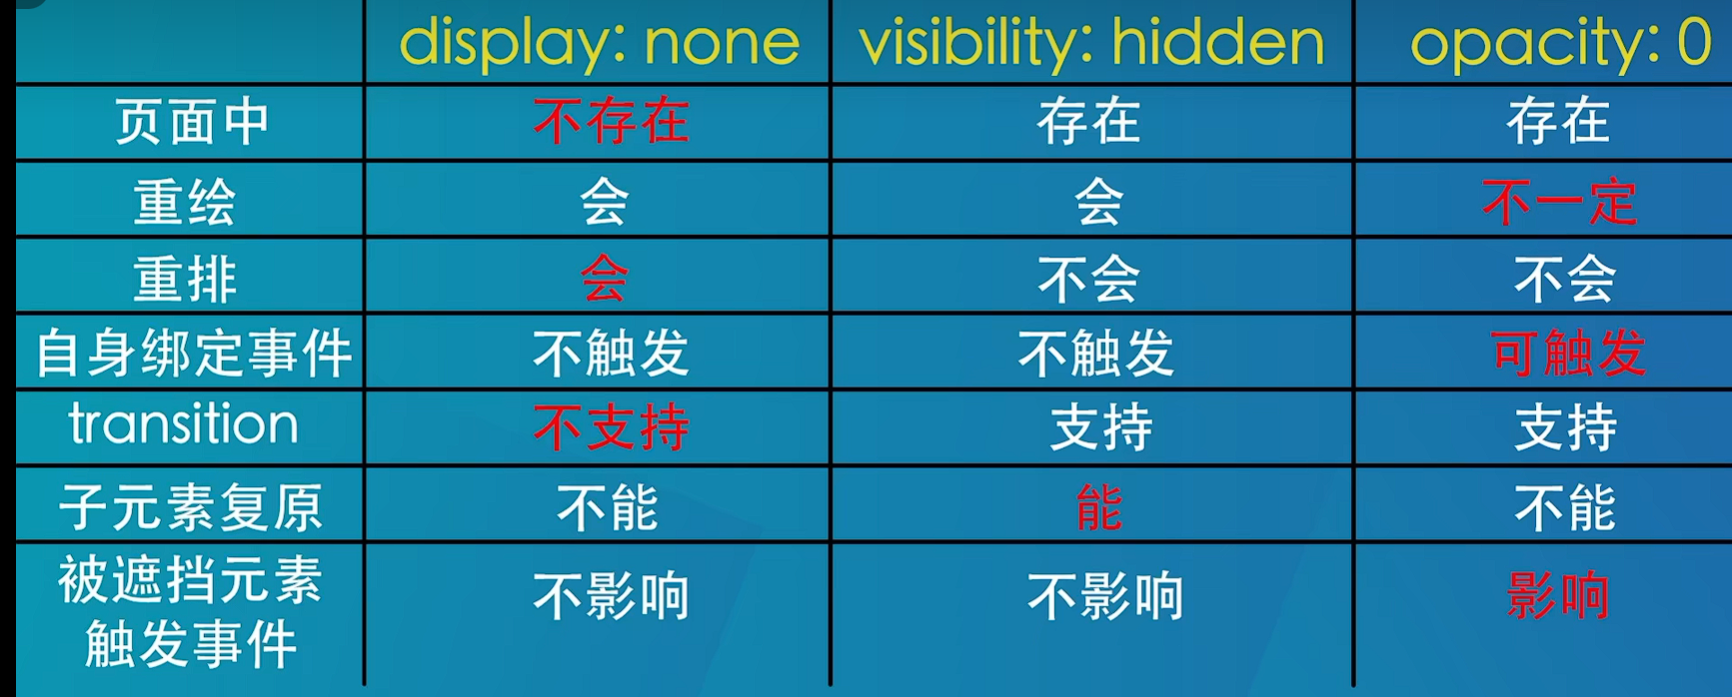 display: none visibility: hidden opacity: 0
页面中 不存在 存在 存在
重绘 会 会 不一定
重排 会 不会 不会
自身绑定事件 不触发 不触发 可触发
transition 不支持 支持 支持
子元素复原 不能 能 不能
被遮挡元素
触发事件 不影响 不影响 影响